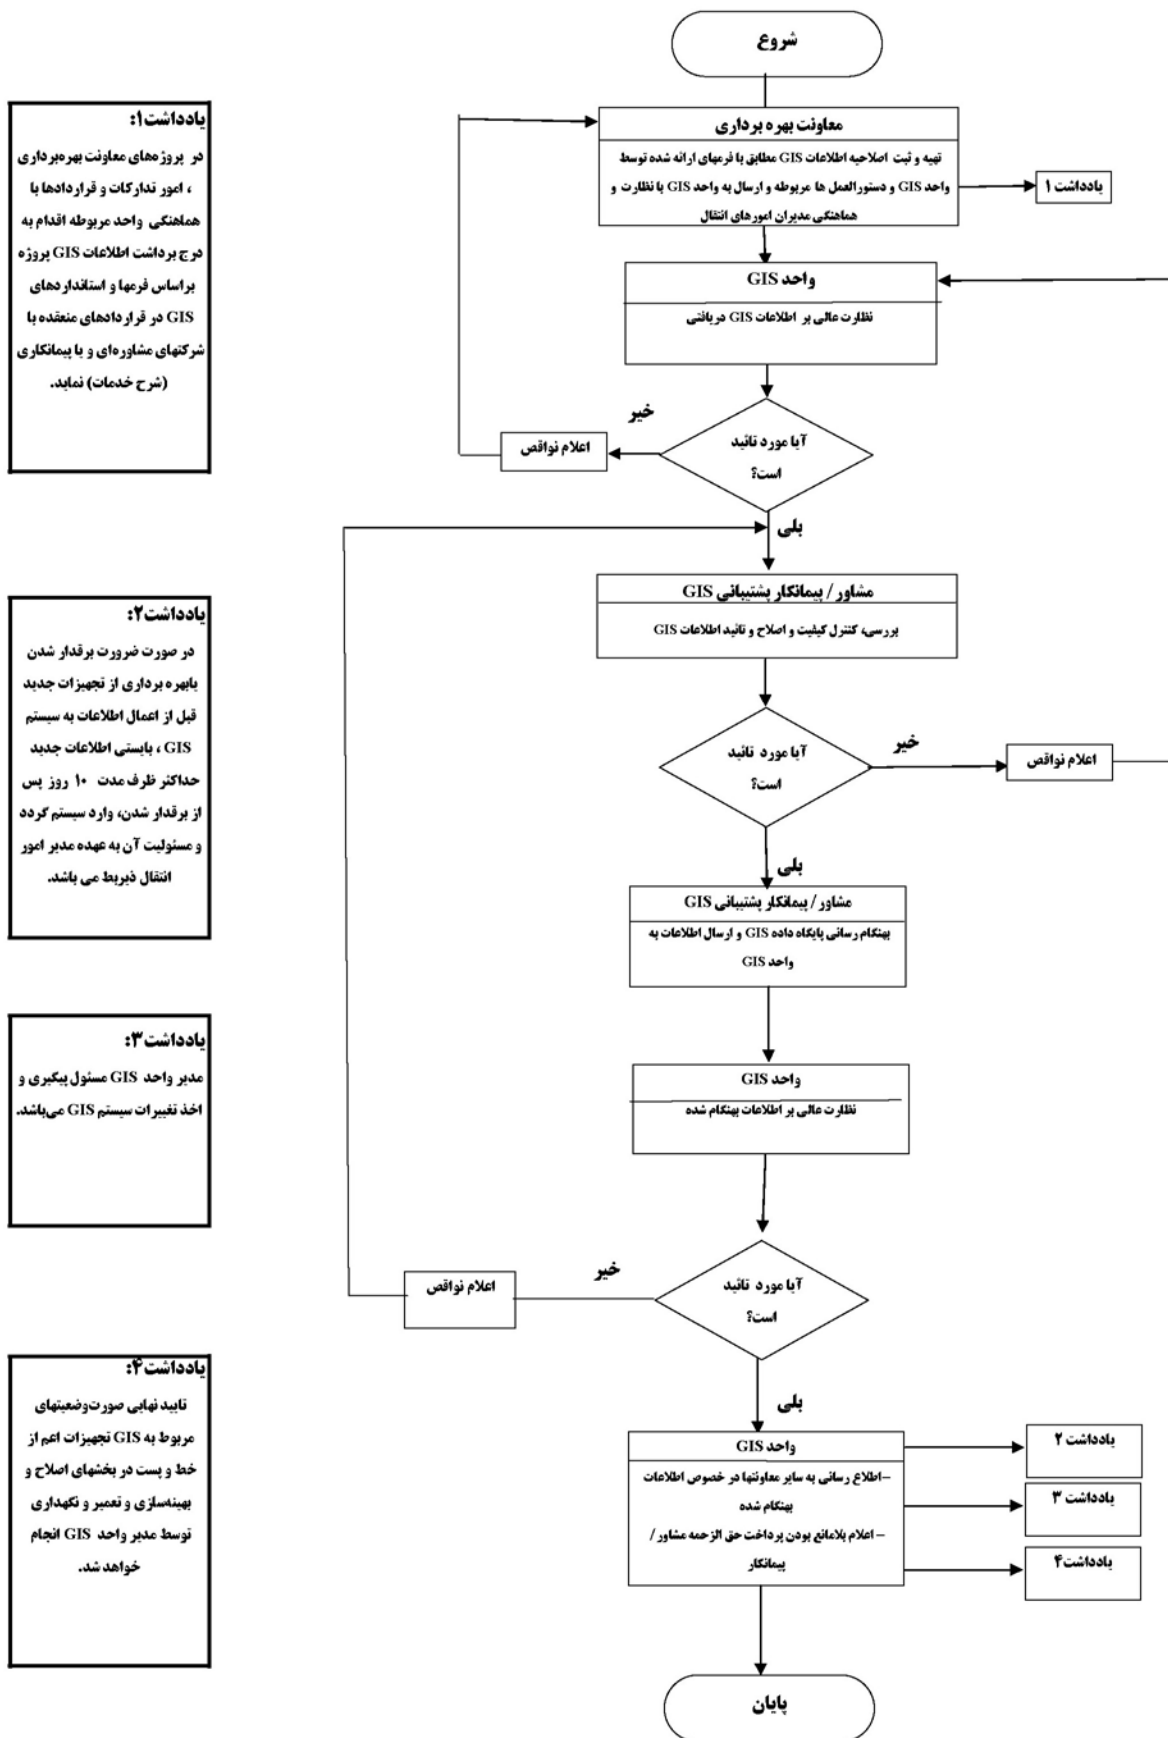 شروع
معاونت بهره برداری
تهیه و ثبت اصلاحیه اطلاعات GIS مطابق با فرمهای ارائه شده توسط
واحد GIS و دستورالعمل ها مربوطه و ارسال به واحد GIS با نظارت و
هماهنگی مدیران امورهای انتقال
یادداشت ۱
واحد GIS
نظارت عالی بر اطلاعات GIS دریافتی
آیا مورد تائید
است؟
خیر
اعلام نواقص
بلی
مشاور / پیمانکار پشتیبانی GIS
بررسی، کنترل کیفیت و اصلاح و تائید اطلاعات GIS
آیا مورد تائید
است؟
خیر
اعلام نواقص
بلی
مشاور / پیمانکار پشتیبانی GIS
بهنگام رسانی پایگاه داده GIS و ارسال اطلاعات به
واحد GIS
واحد GIS
نظارت عالی بر اطلاعات بهنگام شده
آیا مورد تائید
است؟
خیر
اعلام نواقص
بلی
واحد GIS
–اطلاع رسانی به سایر معاونتها در خصوص اطلاعات
بهنگام شده
– اعلام بلامانع بودن پرداخت حق الزحمه مشاور /
پیمانکار
یادداشت ۲
یادداشت ۳
یادداشت۴
پایان
یادداشت۱:
در پروژه‌های معاونت بهره‌برداری
، امور تدارکات و قراردادها با
هماهنگی واحد مربوطه اقدام به
درج برداشت اطلاعات GIS پروژه
براساس فرمها و استانداردهای
GIS در قراردادهای منعقده با
شرکتهای مشاوره‌ای و یا پیمانکاری
(شرح خدمات) نماید.
یادداشت۲:
در صورت ضرورت برقدار شدن
یابهره برداری از تجهیزات جدید
قبل از اعمال اطلاعات به سیستم
GIS ، بایستی اطلاعات جدید
حداکثر ظرف مدت ۱۰ روز پس
از برقدار شدن، وارد سیستم گردد
و مسئولیت آن به عهده مدیر امور
انتقال ذیربط می باشد.
یادداشت۳:
مدیر واحد GIS مسئول پیگیری و
اخذ تغییرات سیستم GIS می‌باشد.
یادداشت۴:
تایید نهایی صورت‌وضعیتهای
مربوط به GIS تجهیزات اعم از
خط و پست در بخشهای اصلاح و
بهینه‌سازی و تعمیر و نگهداری
توسط مدیر واحد GIS انجام
خواهد شد.